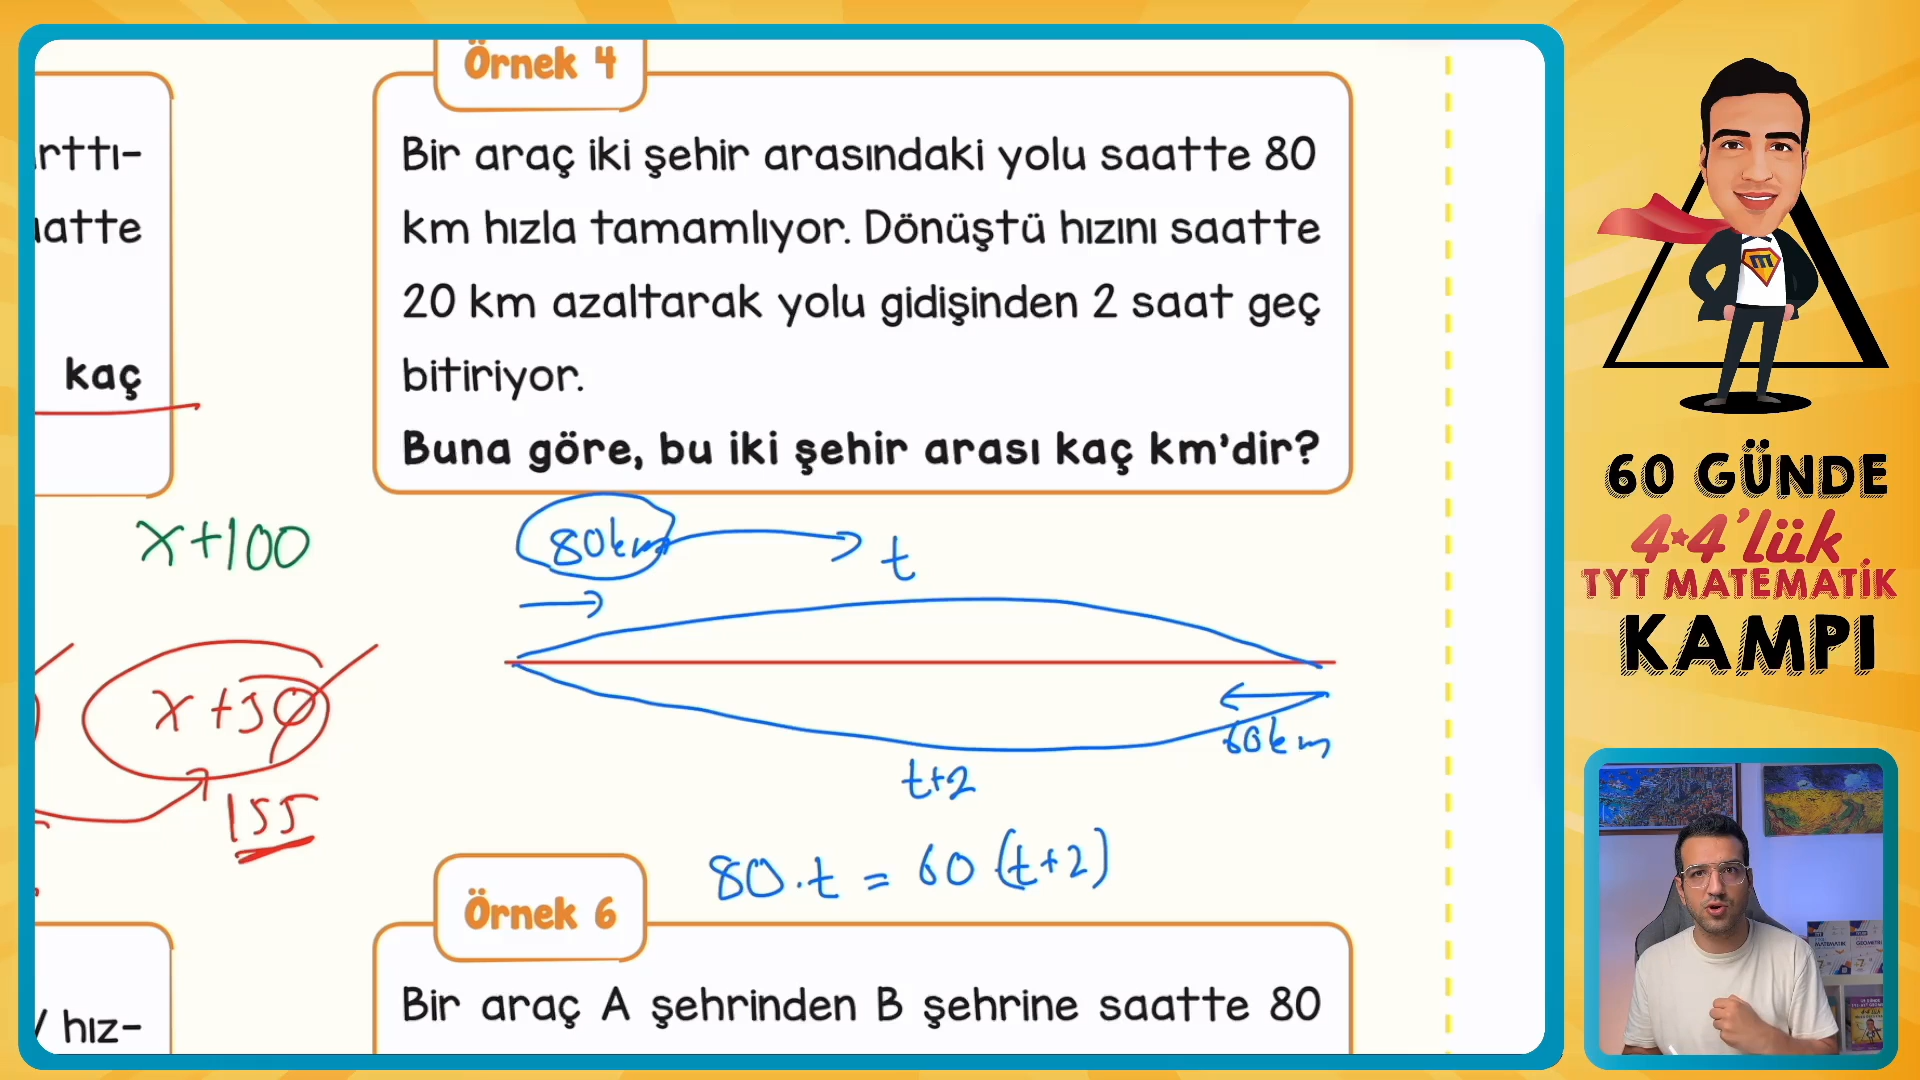 Örnek 4
rttı-
Bir araç iki şehir arasındaki yolu saatte 80
atte
km hızla tamamlıyor. Dönüştü hızını saatte
20 km azaltarak yolu gidişinden 2 saat geç
kaç
bitiriyor.
Buna göre, bu iki şehir arası kaç km'dir?
x+100
80km
t
x+50
60km
t+2
155
80.t = 60 (t+2)
Örnek 6
Bir araç A şehrinden B şehrine saatte 80
/ hız-
m
60 GÜNDE
4*4'lük
TYT MATEMATİK
KAMPI
MATEMATİK
GEOMETRİ